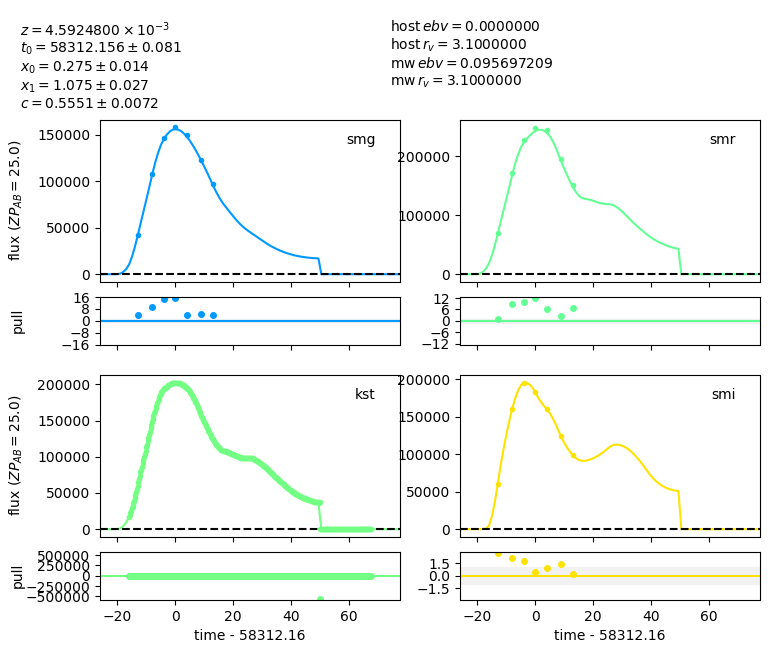 z = 4.5924800 × 10^−3
t_0 = 58312.156 ± 0.081
x_0 = 0.275 ± 0.014
x_1 = 1.075 ± 0.027
c = 0.5551 ± 0.0072
host ebv = 0.0000000
host r_v = 3.1000000
mw ebv = 0.095697209
mw r_v = 3.1000000
flux (ZP_AB = 25.0)
150000
100000
50000
0
smg
200000
100000
0
smr
pull
16
8
0
−8
−16
12
6
0
−6
−12
flux (ZP_AB = 25.0)
200000
150000
100000
50000
0
kst
200000
150000
100000
50000
0
smi
pull
500000
250000
0
−250000
−500000
1.5
0.0
−1.5
−20 0 20 40 60
−20 0 20 40 60
time - 58312.16
time - 58312.16